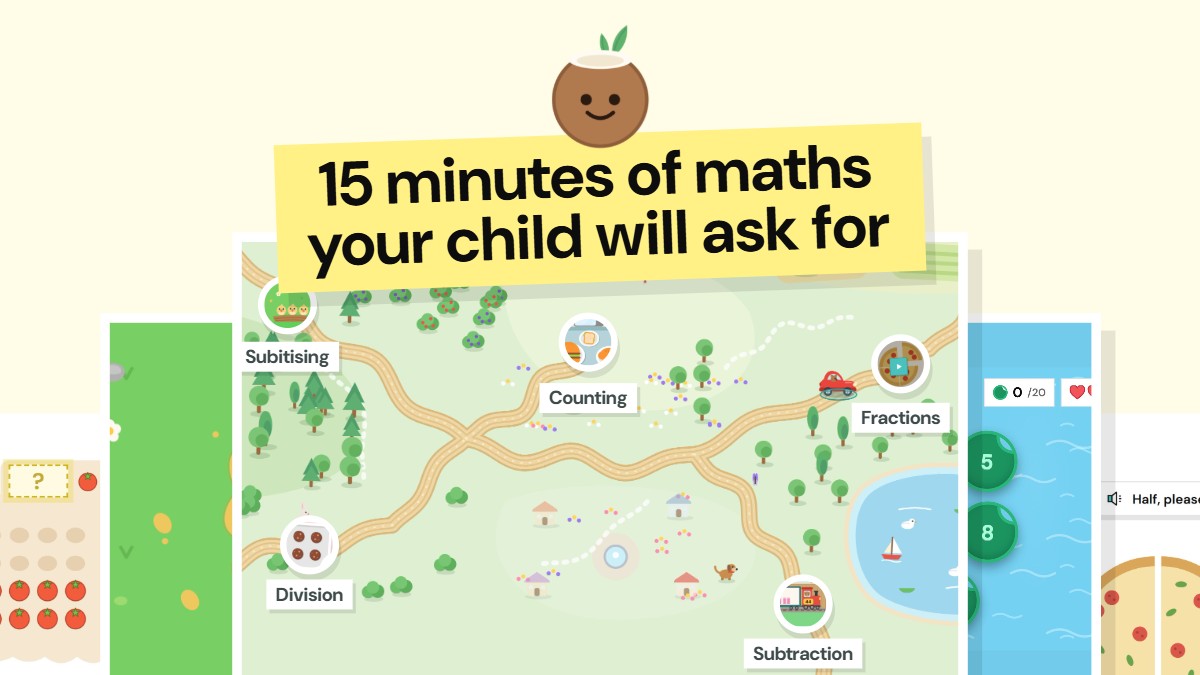 15 minutes of maths
your child will ask for
Subitising
Counting
Fractions
Division
Subtraction
?
0 /20
5
8
Half, please